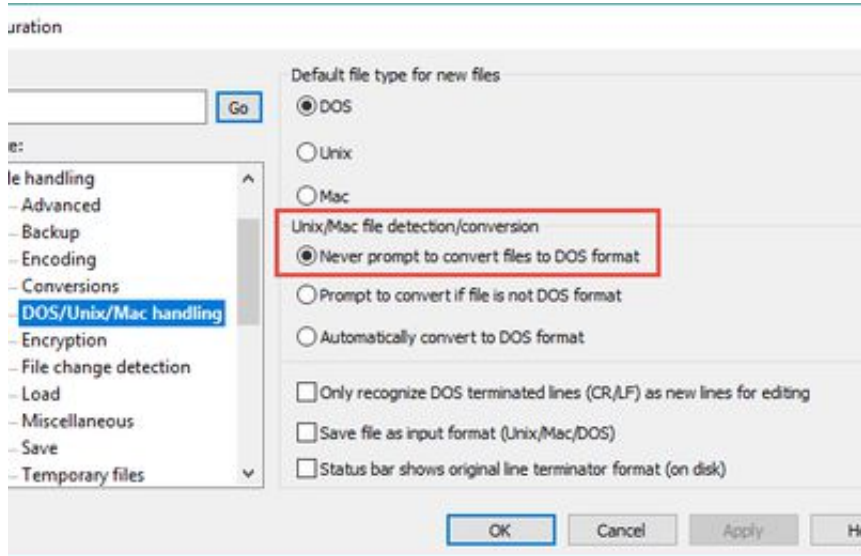 uration
Go
e:
le handling
Advanced
Backup
Encoding
Conversions
DOS/Unix/Mac handling
Encryption
File change detection
Load
Miscellaneous
Save
Temporary files
Default file type for new files
DOS
Unix
Mac
Unix/Mac file detection/conversion
Never prompt to convert files to DOS format
Prompt to convert if file is not DOS format
Automatically convert to DOS format
Only recognize DOS terminated lines (CR/LF) as new lines for editing
Save file as input format (Unix/Mac/DOS)
Status bar shows original line terminator format (on disk)
OK Cancel Apply He